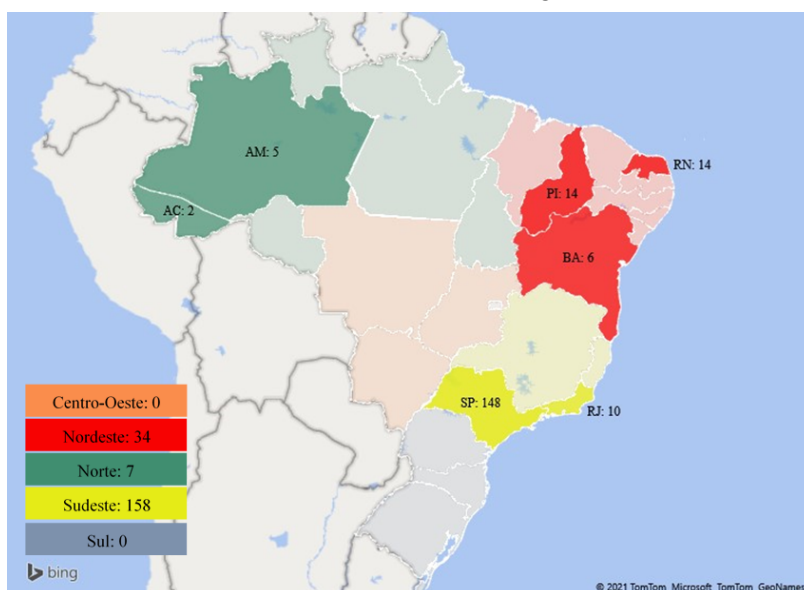 AM: 5
RN: 14
PI: 14
AC: 2
BA: 6
SP: 148
RJ: 10
Centro-Oeste: 0
Nordeste: 34
Norte: 7
Sudeste: 158
Sul: 0
bing
© 2021 TomTom, Microsoft, TomTom, GeoNames